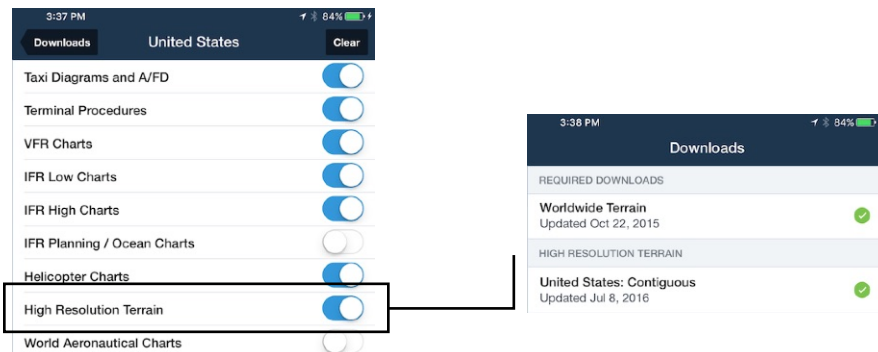 3:37 PM
84%
Downloads
United States
Clear
Taxi Diagrams and A/FD
Terminal Procedures
VFR Charts
IFR Low Charts
IFR High Charts
IFR Planning / Ocean Charts
Helicopter Charts
High Resolution Terrain
World Aeronautical Charts
3:38 PM
84%
Downloads
REQUIRED DOWNLOADS
Worldwide Terrain
Updated Oct 22, 2015
HIGH RESOLUTION TERRAIN
United States: Contiguous
Updated Jul 8, 2016